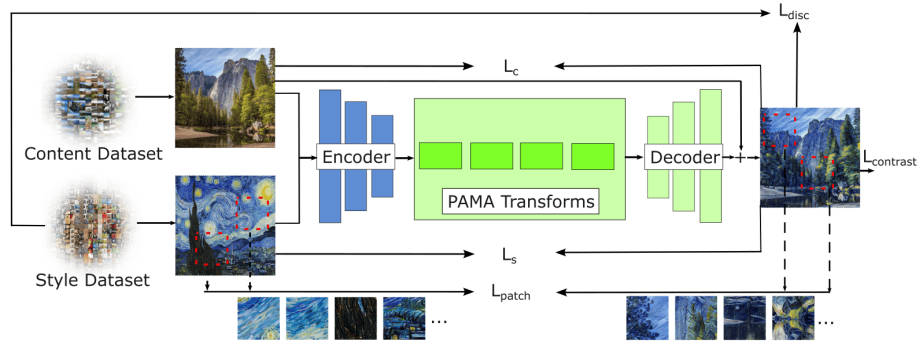 L_disc
L_c
Content Dataset
Encoder
Decoder
+
L_contrast
PAMA Transforms
Style Dataset
L_s
L_patch
...
...